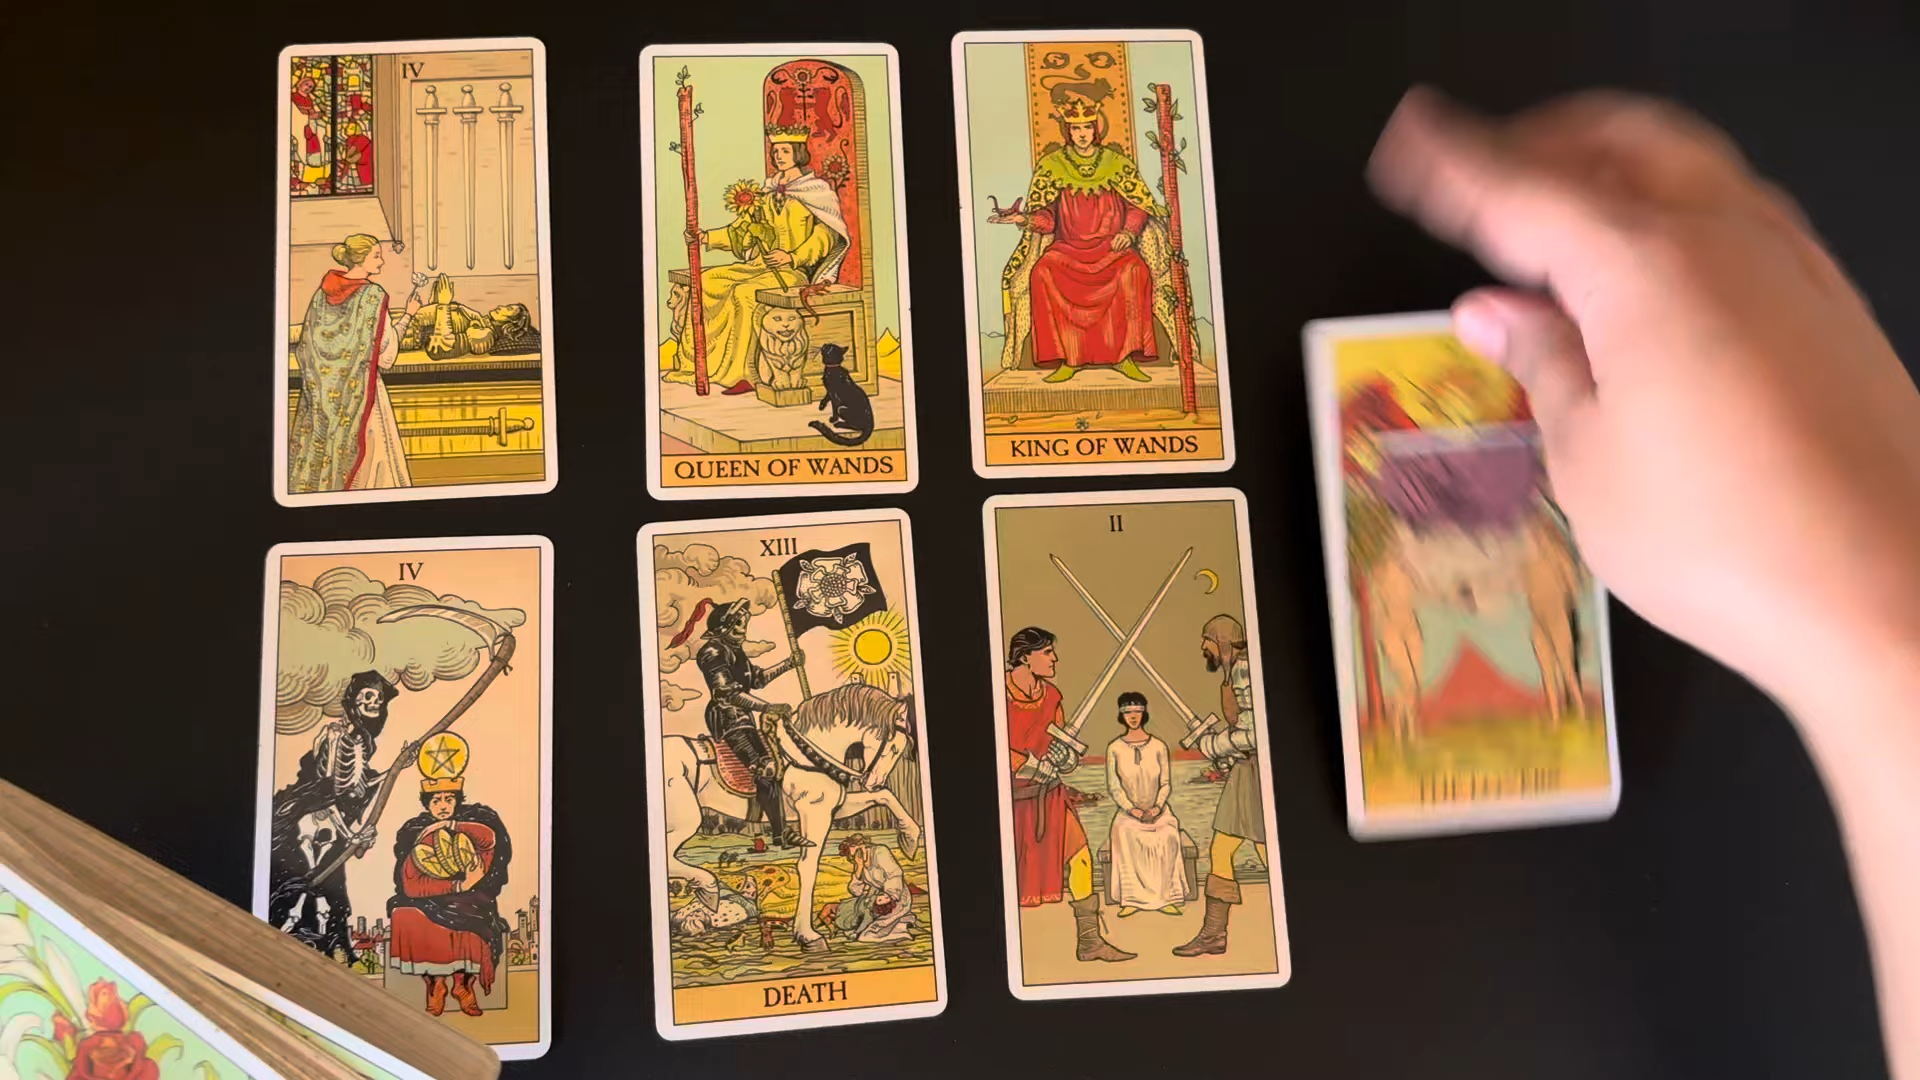 IV
QUEEN OF WANDS
KING OF WANDS
IV
XIII
DEATH
II